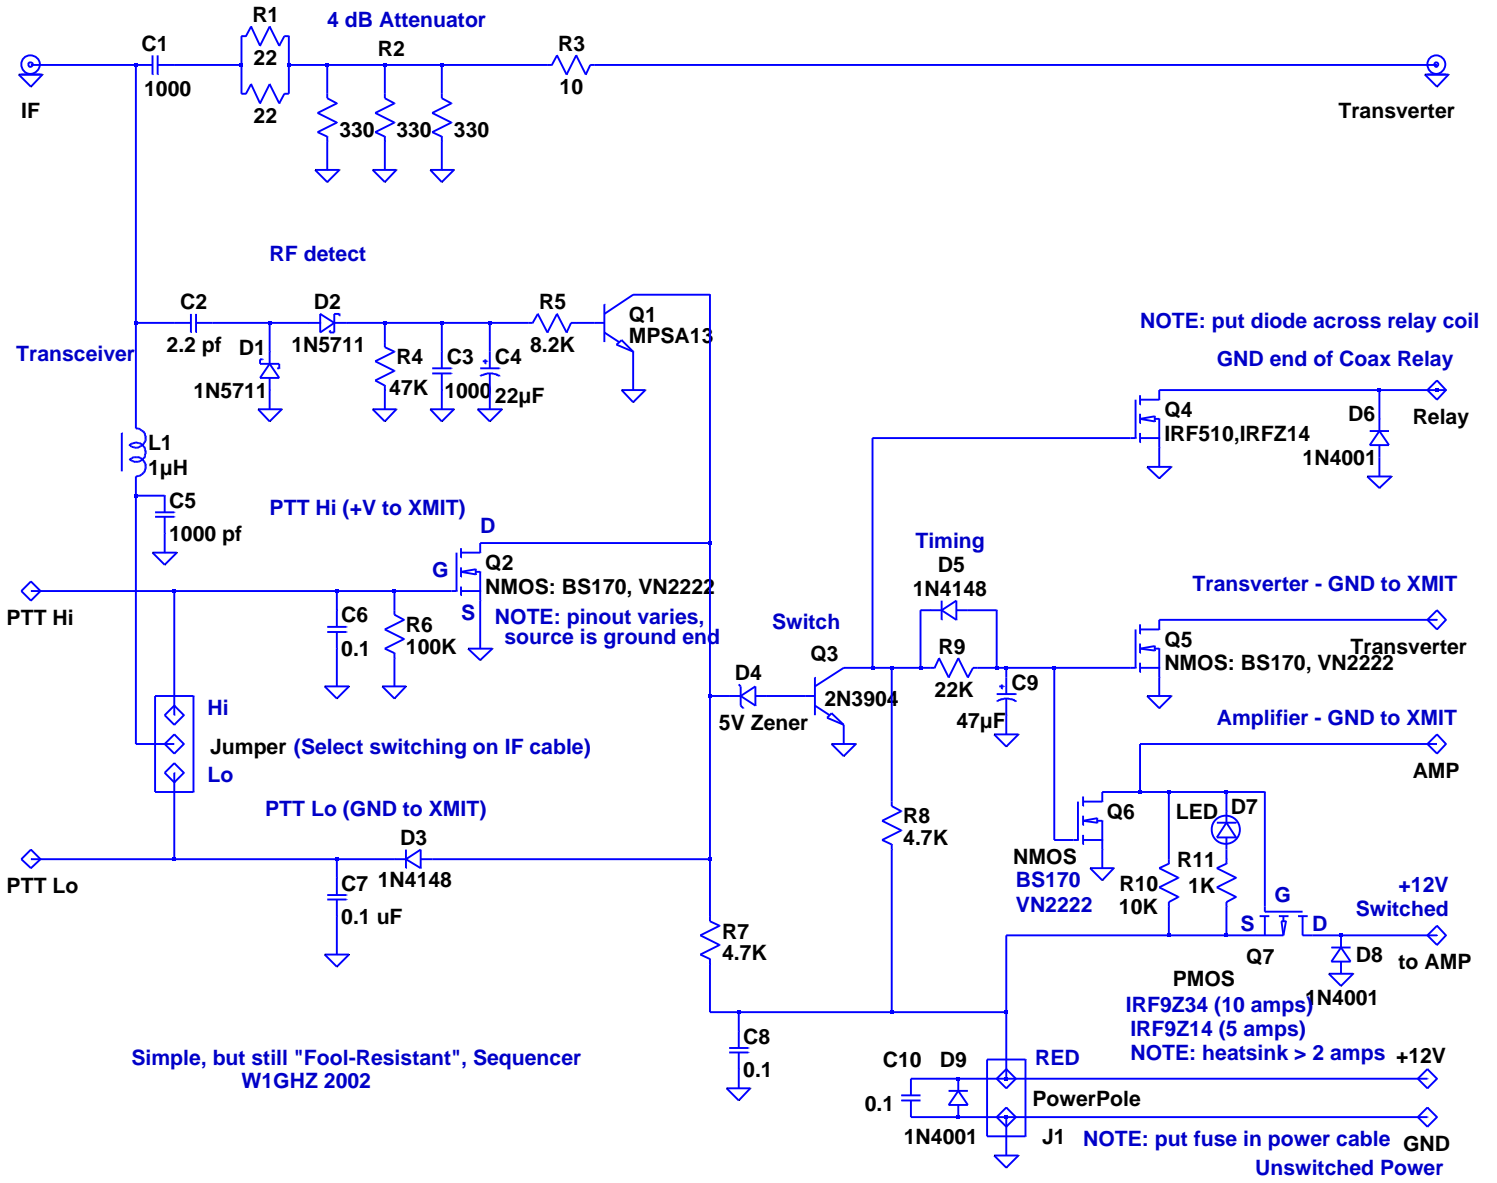 R1
4 dB Attenuator
C1
22
R2
R3
1000
10
IF
22
330
330
330
Transverter
RF detect
C2
D2
R5
Q1
MPSA13
NOTE: put diode across relay coil
Transceiver
2.2 pf
D1
1N5711
R4
C3
C4
8.2K
GND end of Coax Relay
1N5711
47K
1000
22µF
Q4
D6
Relay
IRF510,IRFZ14
L1
1µH
1N4001
C5
PTT Hi (+V to XMIT)
1000 pf
D
Timing
G
Q2
D5
NMOS: BS170, VN2222
1N4148
Transverter - GND to XMIT
PTT Hi
C6
S
NOTE: pinout varies,
source is ground end
R6
0.1
100K
Switch
Q3
R9
Q5
Transverter
NMOS: BS170, VN2222
D4
22K
C9
2N3904
5V Zener
47µF
Hi
Amplifier - GND to XMIT
Jumper (Select switching on IF cable)
Lo
AMP
PTT Lo (GND to XMIT)
R8
4.7K
Q6
LED
D7
D3
NMOS
BS170
VN2222
R11
1K
PTT Lo
C7
1N4148
R10
10K
+12V
Switched
0.1 uF
G
S
D
R7
4.7K
Q7
D8
to AMP
PMOS
1N4001
IRF9Z34 (10 amps)
IRF9Z14 (5 amps)
NOTE: heatsink > 2 amps
+12V
C8
0.1
Simple, but still "Fool-Resistant", Sequencer
W1GHZ 2002
C10
D9
RED
0.1
PowerPole
1N4001
J1
NOTE: put fuse in power cable
GND
Unswitched Power